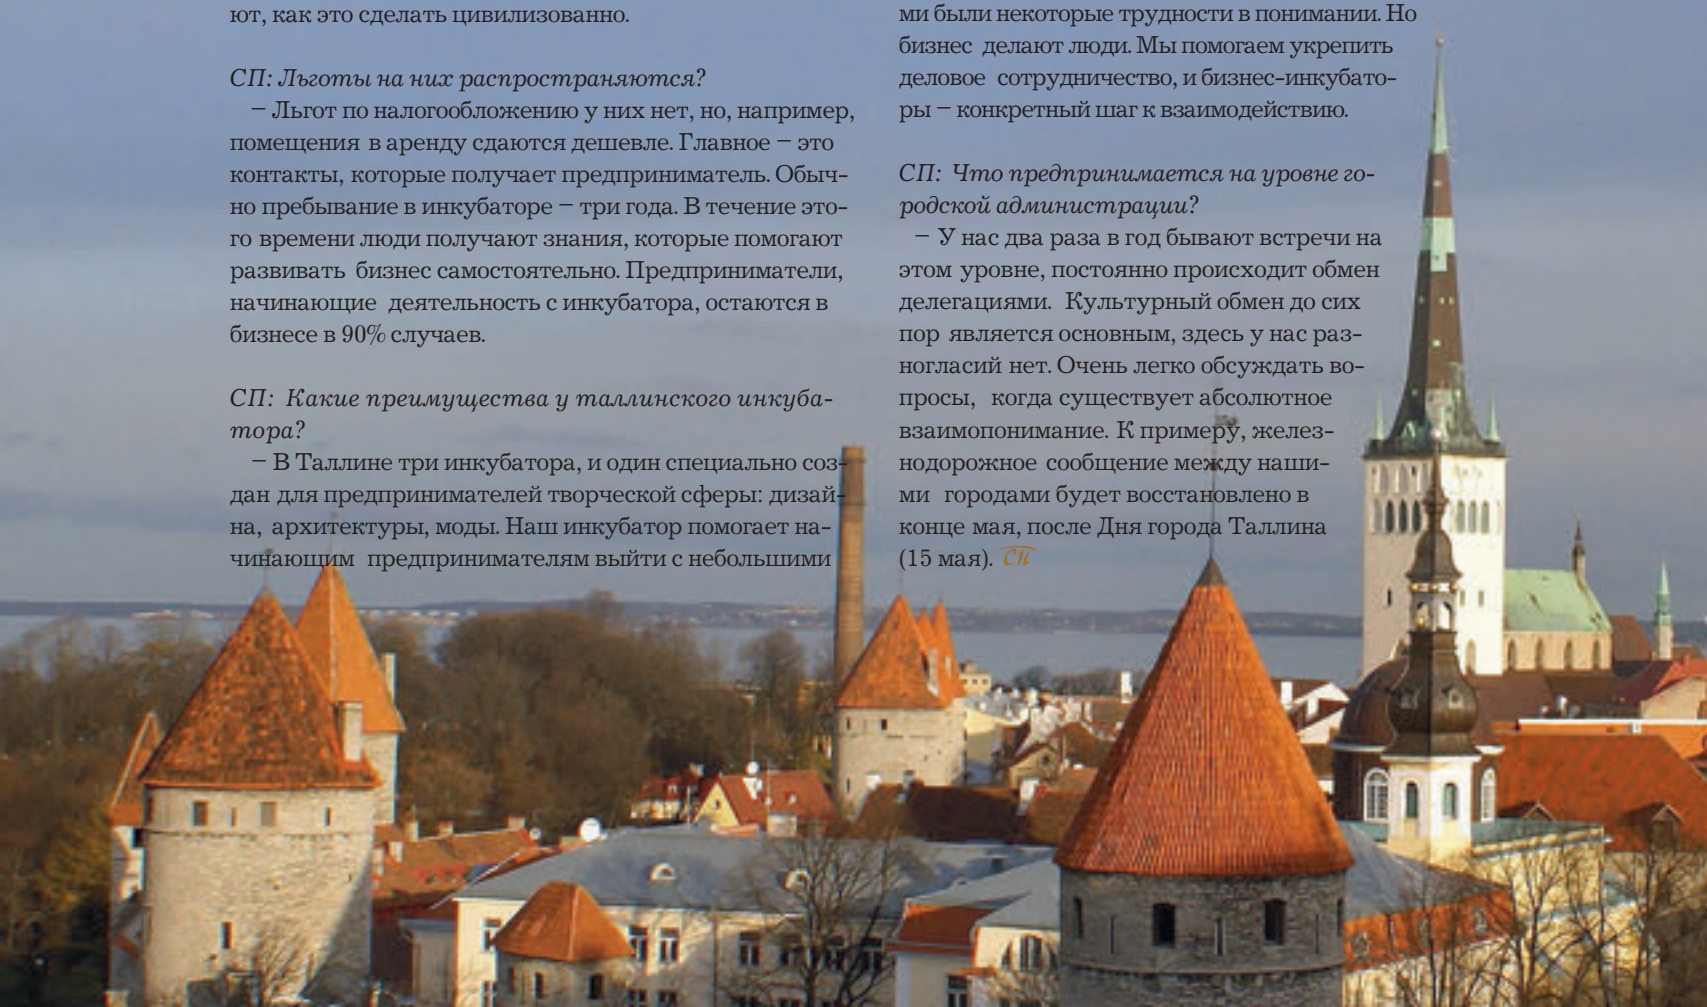 ют, как это сделать цивилизованно.
СП: Льготы на них распространяются?
– Льгот по налогообложению у них нет, но, например,
помещения в аренду сдаются дешевле. Главное – это
контакты, которые получает предприниматель. Обыч-
но пребывание в инкубаторе – три года. В течение это-
го времени люди получают знания, которые помогают
развивать бизнес самостоятельно. Предприниматели,
начинающие деятельность с инкубатора, остаются в
бизнесе в 90% случаев.
СП: Какие преимущества у таллинского инкуба-
тора?
– В Таллине три инкубатора, и один специально соз-
дан для предпринимателей творческой сферы: дизай-
на, архитектуры, моды. Наш инкубатор помогает на-
чинающим предпринимателям выйти с небольшими
ми были некоторые трудности в понимании. Но
бизнес делают люди. Мы помогаем укрепить
деловое сотрудничество, и бизнес-инкубато-
ры – конкретный шаг к взаимодействию.
СП: Что предпринимается на уровне го-
родской администрации?
– У нас два раза в год бывают встречи на
этом уровне, постоянно происходит обмен
делегациями. Культурный обмен до сих
пор является основным, здесь у нас раз-
ногласий нет. Очень легко обсуждать во-
просы, когда существует абсолютное
взаимопонимание. К примеру, желез-
нодорожное сообщение между наши-
ми городами будет восстановлено в
конце мая, после Дня города Таллина
(15 мая). СП